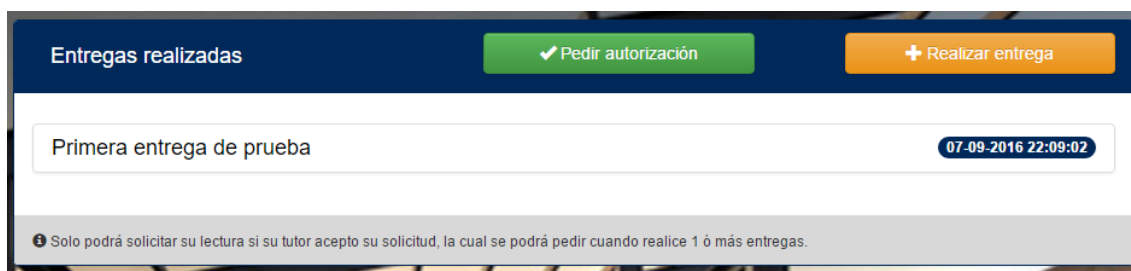 Entregas realizadas
Pedir autorización
Realizar entrega
Primera entrega de prueba
07-09-2016 22:09:02
Solo podrá solicitar su lectura si su tutor acepto su solicitud, la cual se podrá pedir cuando realice 1 ó más entregas.